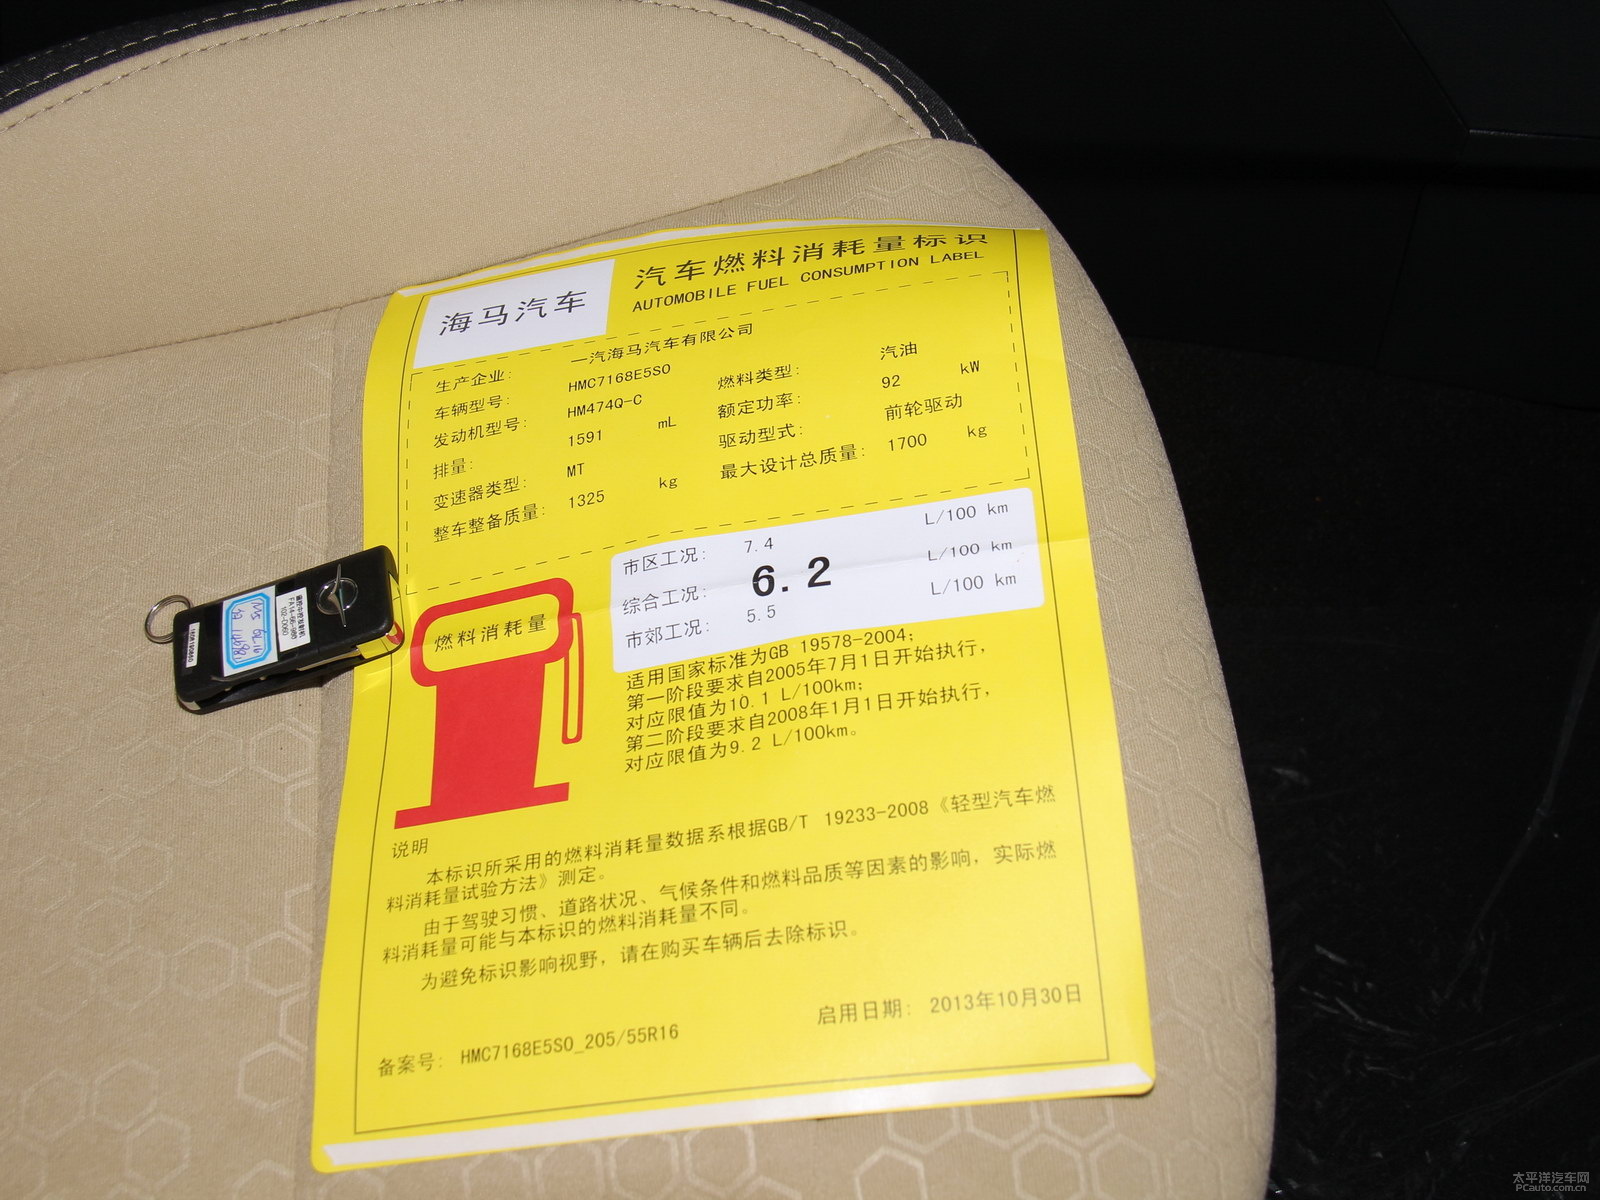 海马汽车
汽车燃料消耗量标识
AUTOMOBILE FUEL CONSUMPTION LABEL
生产企业: 一汽海马汽车有限公司
车辆型号: HMC7168E5S0 燃料类型: 汽油
发动机型号: HM474Q-C 额定功率: 92 kW
排量: 1591 mL 驱动型式: 前轮驱动
变速器类型: MT 最大设计总质量: 1700 kg
整车整备质量: 1325 kg
燃料消耗量
市区工况: 7.4 L/100 km
综合工况: 6.2 L/100 km
市郊工况: 5.5 L/100 km
适用国家标准为GB 19578-2004;
第一阶段要求自2005年7月1日开始执行,
对应限值为10.1 L/100km;
第二阶段要求自2008年1月1日开始执行,
对应限值为9.2 L/100km。
说明
本标识所采用的燃料消耗量数据系根据GB/T 19233-2008《轻型汽车燃
料消耗量试验方法》测定。
由于驾驶习惯、道路状况、气候条件和燃料品质等因素的影响，实际燃
料消耗量可能与本标识的燃料消耗量不同。
为避免标识影响视野，请在购买车辆后去除标识。
备案号: HMC7168E5S0_205/55R16 启用日期: 2013年10月30日
太平洋汽车网
PCauto.com.cn